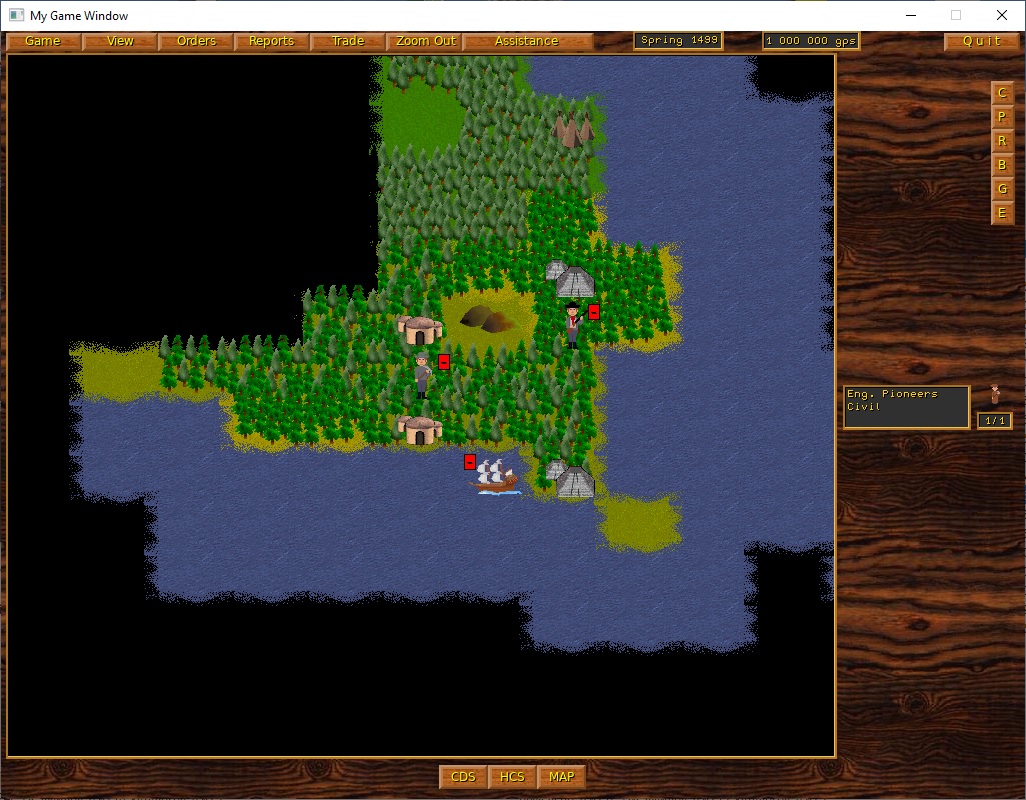 My Game Window
Game View Orders Reports Trade Zoom Out Assistance Spring 1499 1 000 000 gps Quit
C
P
R
B
G
E
Eng. Pioneers
Civil
1/1
CDS HCS MAP